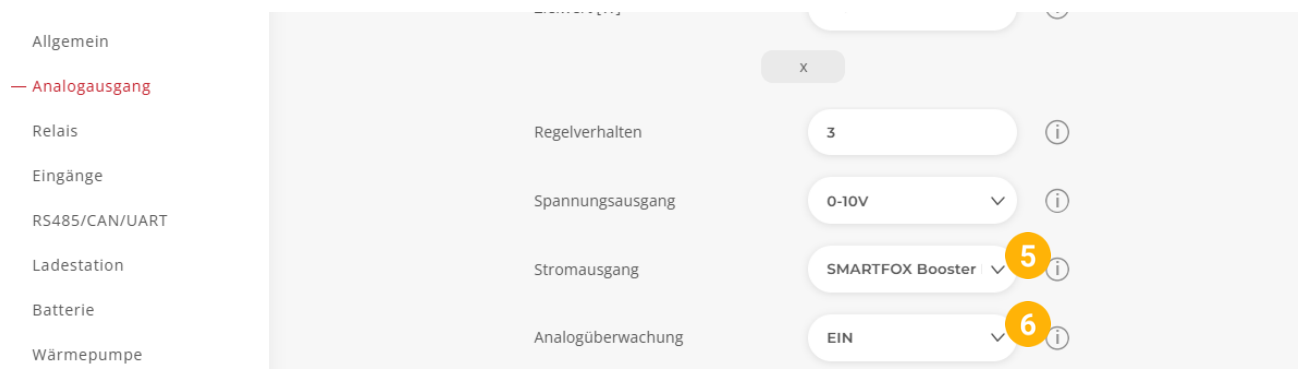 Allgemein
— Analogausgang
Relais
Eingänge
RS485/CAN/UART
Ladestation
Batterie
Wärmepumpe
x
Regelverhalten 3
Spannungsausgang 0-10V
Stromausgang SMARTFOX Booster 5
Analogüberwachung EIN 6